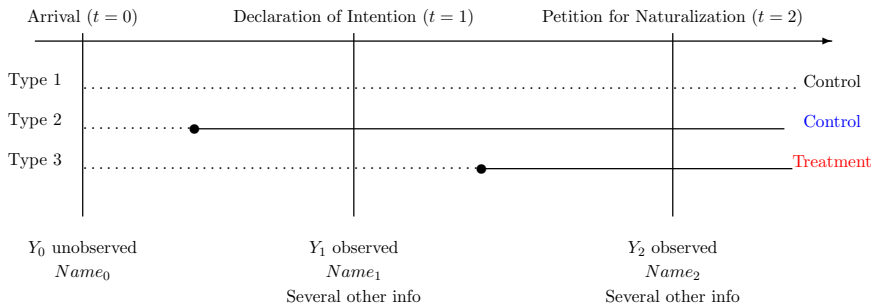 Arrival (t = 0) Declaration of Intention (t = 1) Petition for Naturalization (t = 2)
Type 1 Control
Type 2 Control
Type 3 Treatment
Y₀ unobserved Y₁ observed Y₂ observed
Name₀ Name₁ Name₂
Several other info Several other info